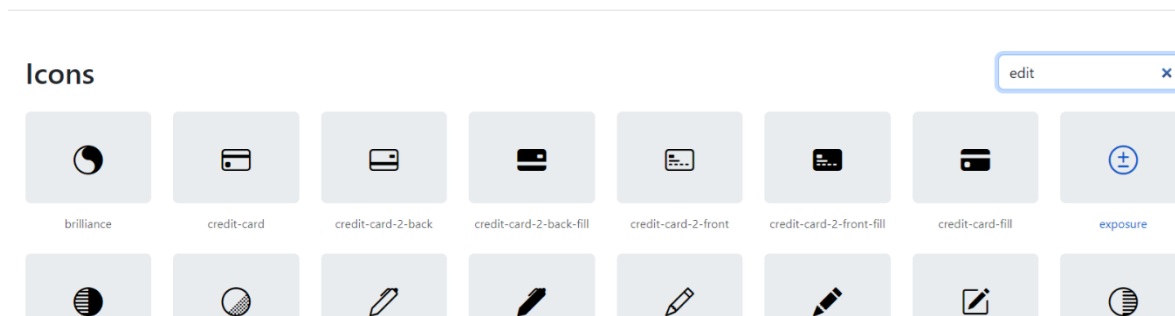 Icons
edit
brilliance
credit-card
credit-card-2-back
credit-card-2-back-fill
credit-card-2-front
credit-card-2-front-fill
credit-card-fill
exposure